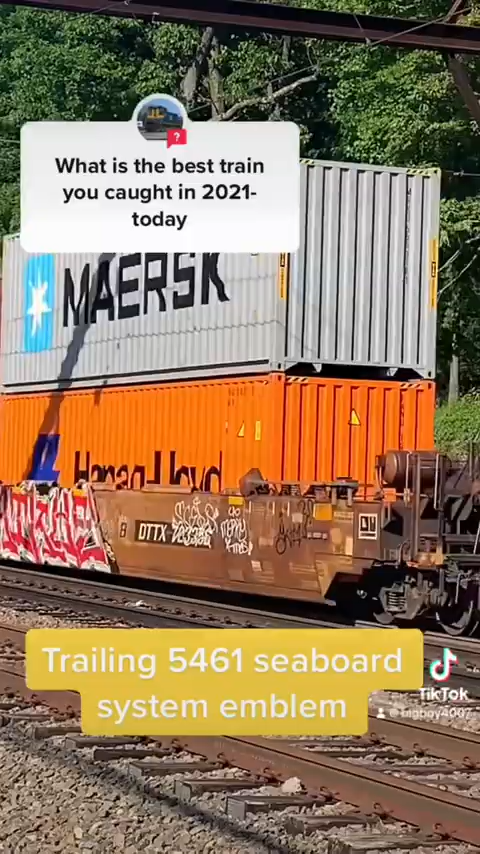 What is the best train
you caught in 2021-
today
MAERSK
Hapag-Lloyd
DTTX
Trailing 5461 seaboard
system emblem
TikTok
@bigboy4007